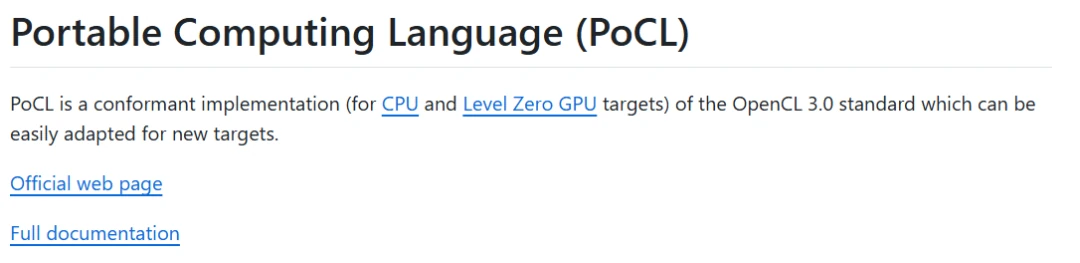 Portable Computing Language (PoCL)
PoCL is a conformant implementation (for CPU and Level Zero GPU targets) of the OpenCL 3.0 standard which can be
easily adapted for new targets.
Official web page
Full documentation